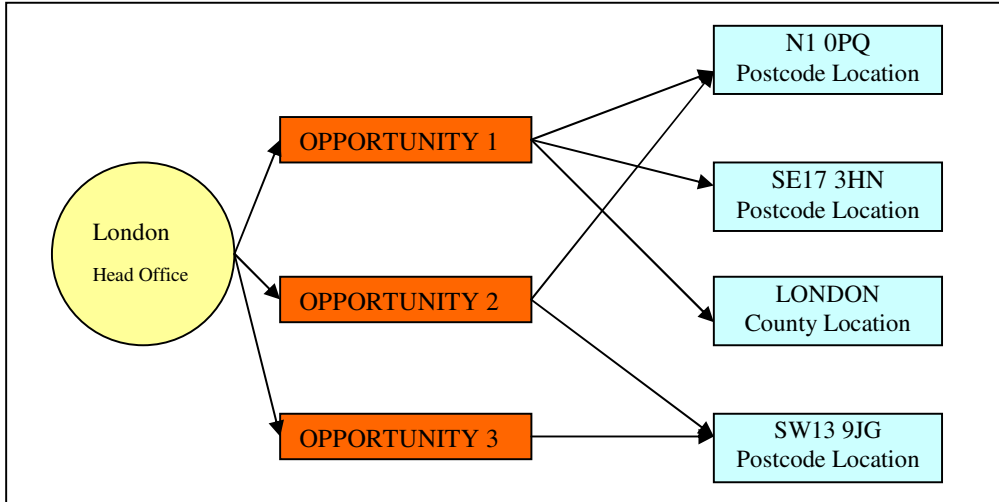 London
Head Office
OPPORTUNITY 1
OPPORTUNITY 2
OPPORTUNITY 3
N1 0PQ
Postcode Location
SE17 3HN
Postcode Location
LONDON
County Location
SW13 9JG
Postcode Location